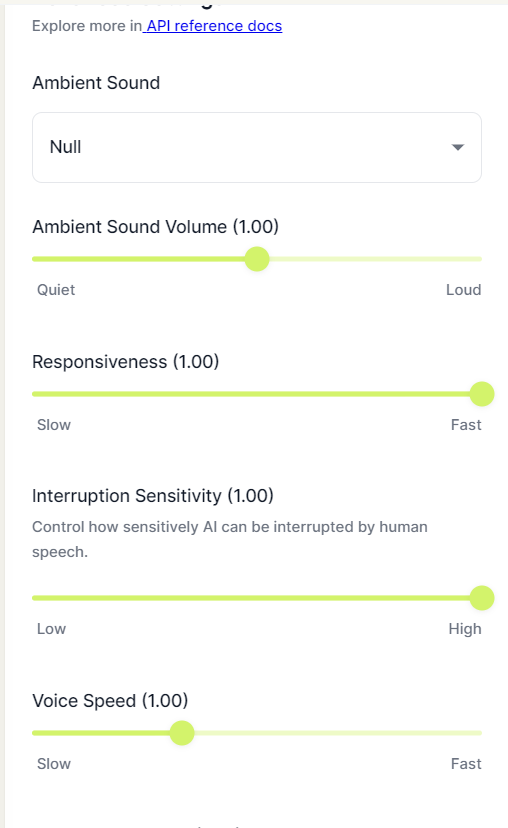 Explore more in API reference docs
Ambient Sound
Null
Ambient Sound Volume (1.00)
Quiet
Loud
Responsiveness (1.00)
Slow
Fast
Interruption Sensitivity (1.00)
Control how sensitively AI can be interrupted by human
speech.
Low
High
Voice Speed (1.00)
Slow
Fast